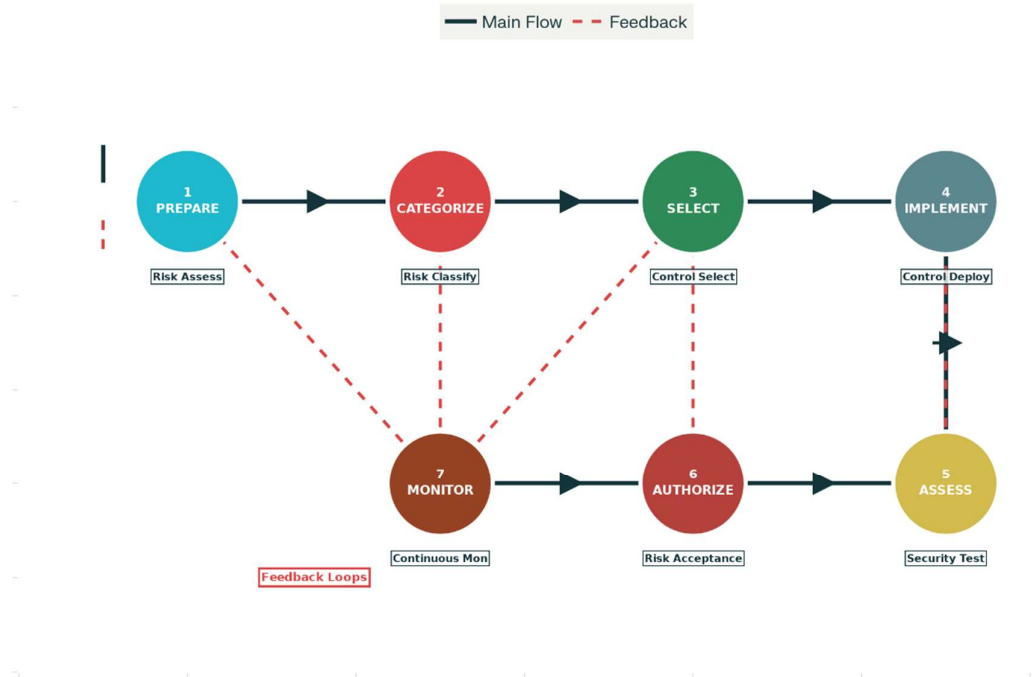 Main Flow
Feedback
1
PREPARE
2
CATEGORIZE
3
SELECT
4
IMPLEMENT
Risk Assess
Risk Classify
Control Select
Control Deploy
7
MONITOR
6
AUTHORIZE
5
ASSESS
Continuous Mon
Risk Acceptance
Security Test
Feedback Loops